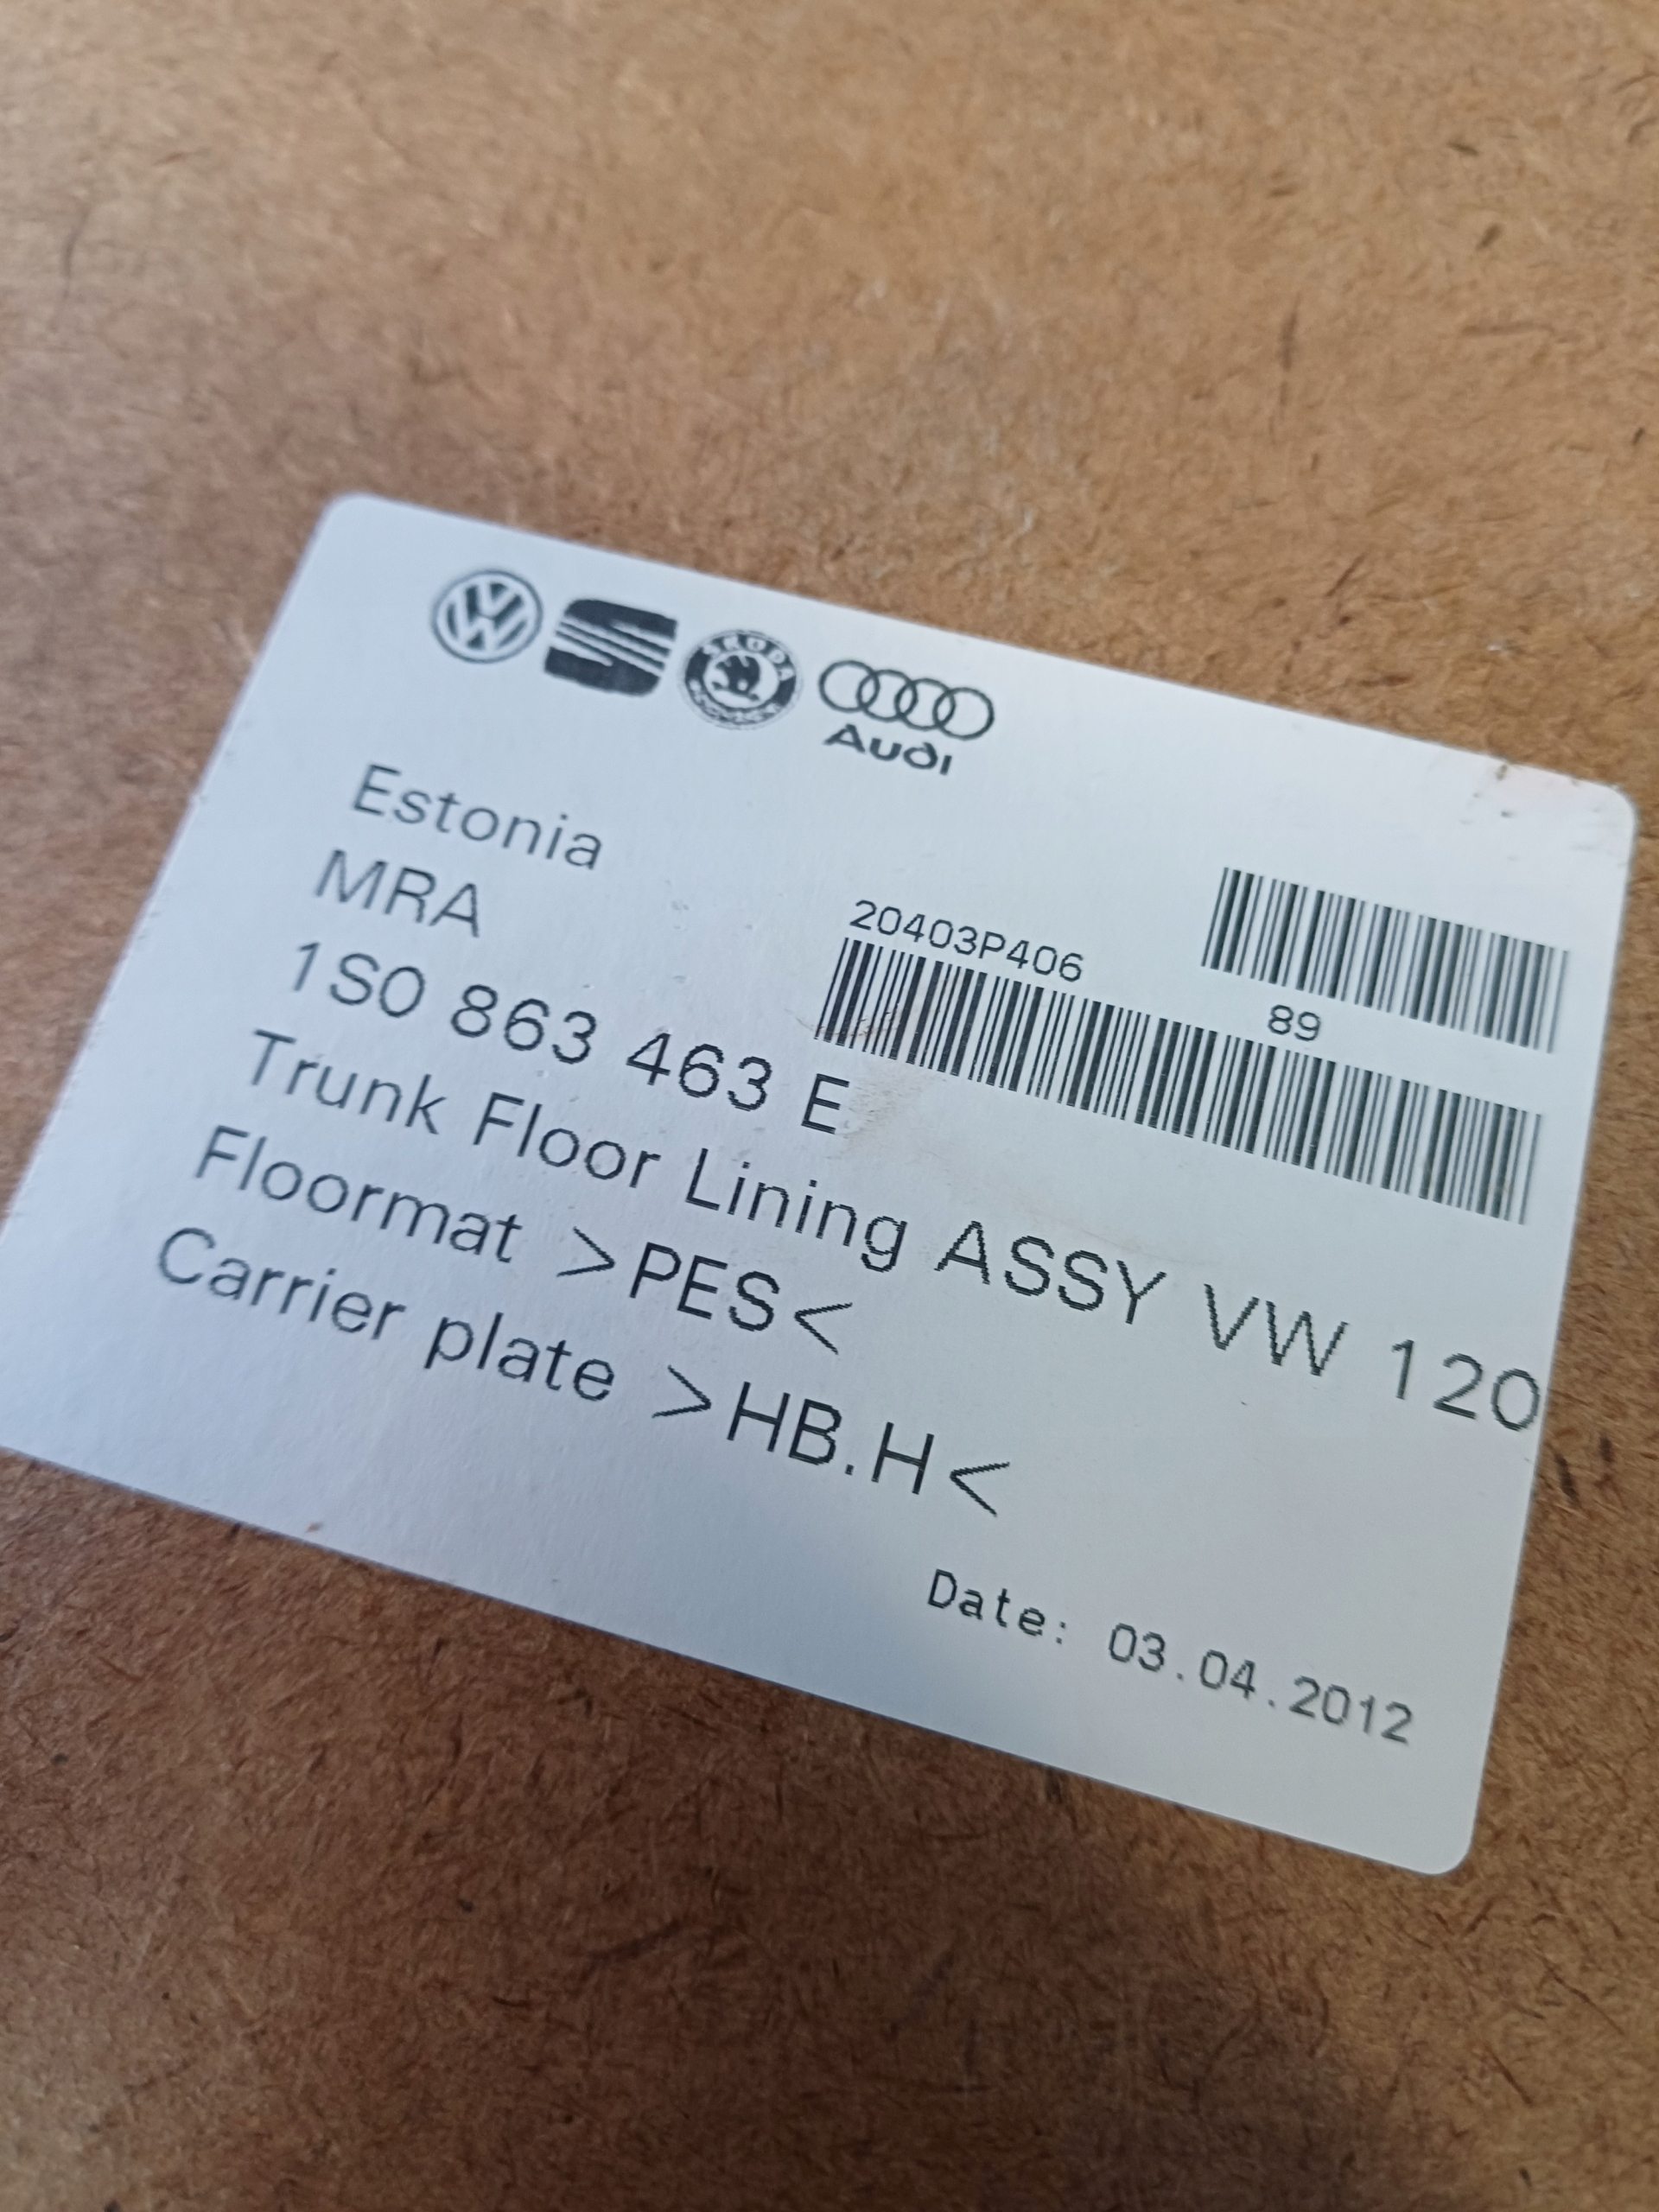 ŠKODA
Audi
Estonia
MRA
20403P406
89
1S0 863 463 E
Trunk Floor Lining ASSY VW 120
Floormat >PES<
Carrier plate >HB.H<
Date: 03.04.2012